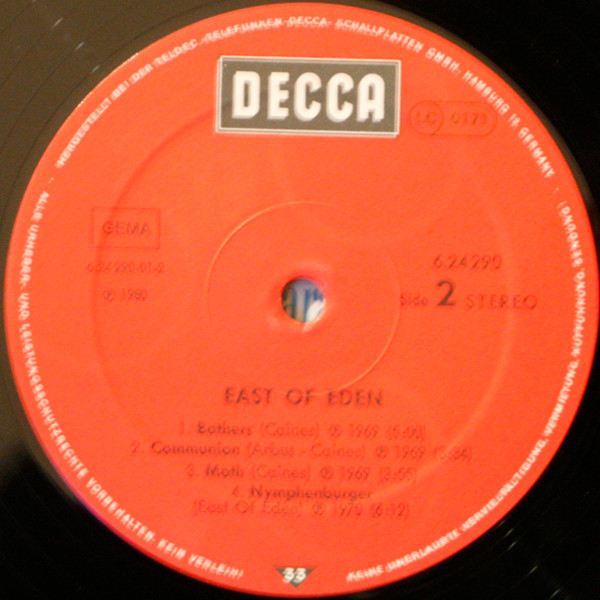 HERGESTELLT BEI DER TELDEC »TELEFUNKEN-DECCA« SCHALLPLATTEN GMBH, HAMBURG 19, GERMANY
DECCA
LC 0171
GEMA
6.24290-01-2
℗ 1980
6.24290
Side 2 STEREO
EAST OF EDEN
1. Bathers (Caines) ℗ 1969 (5:00)
2. Communion (Arbus - Caines) ℗ 1969 (3:84)
3. Moth (Caines) ℗ 1969 (3:55)
4. Nymphenburger
(East Of Eden) ℗ 1970 (6:12)
33
ALLE URHEBER- UND LEISTUNGSSCHUTZRECHTE VORBEHALTEN. KEIN VERLEIH!
KEINE UNERLAUBTE VERVIELFÄLTIGUNG, VERMIETUNG, AUFFÜHRUNG, SENDUNG!